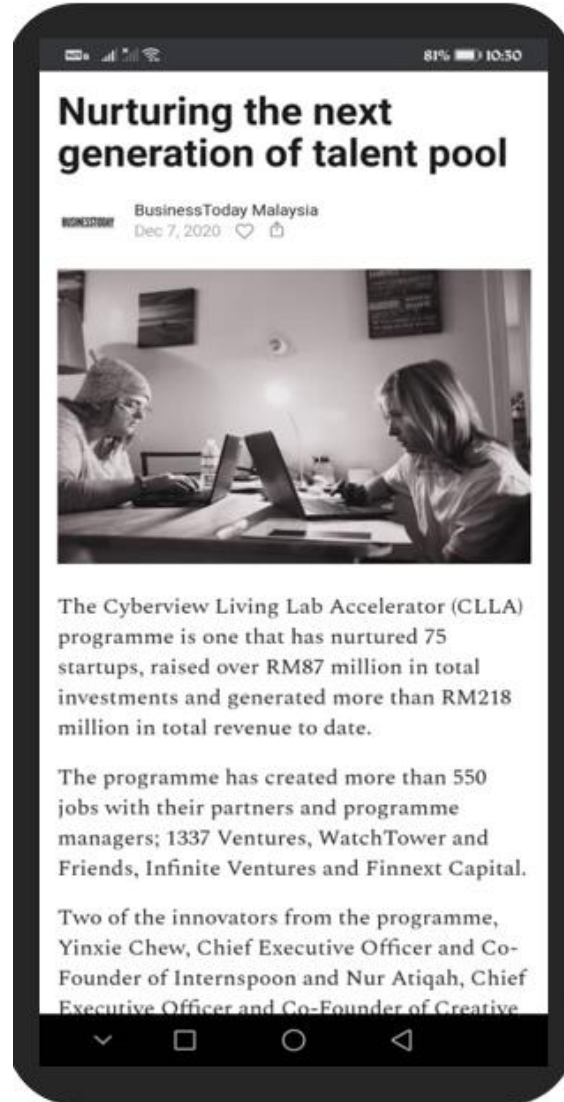 81% 10:30
Nurturing the next
generation of talent pool
BUSINESSTODAY
BusinessToday Malaysia
Dec 7, 2020
The Cyberview Living Lab Accelerator (CLLA)
programme is one that has nurtured 75
startups, raised over RM87 million in total
investments and generated more than RM218
million in total revenue to date.
The programme has created more than 550
jobs with their partners and programme
managers; 1337 Ventures, WatchTower and
Friends, Infinite Ventures and Finnext Capital.
Two of the innovators from the programme,
Yinxie Chew, Chief Executive Officer and Co-
Founder of Internspoon and Nur Atiqah, Chief
Executive Officer and Co-Founder of Creative